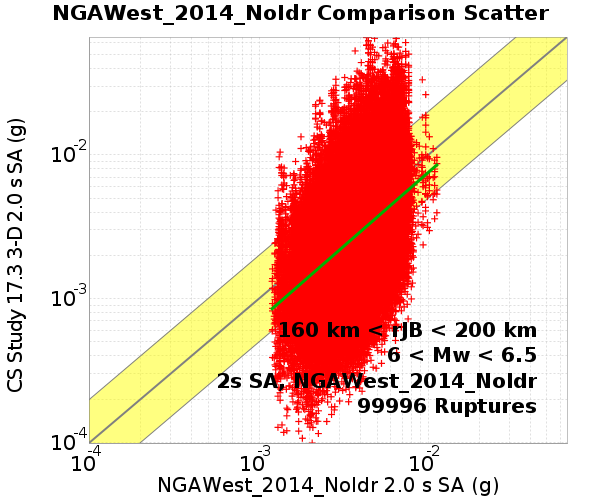 NGAWest_2014_NoIdr Comparison Scatter
CS Study 17.3 3-D 2.0 s SA (g)
10-2
10-3
10-4
160 km < rJB < 200 km
6 < Mw < 6.5
2s SA, NGAWest_2014_NoIdr
99996 Ruptures
10-4 10-3 10-2
NGAWest_2014_NoIdr 2.0 s SA (g)